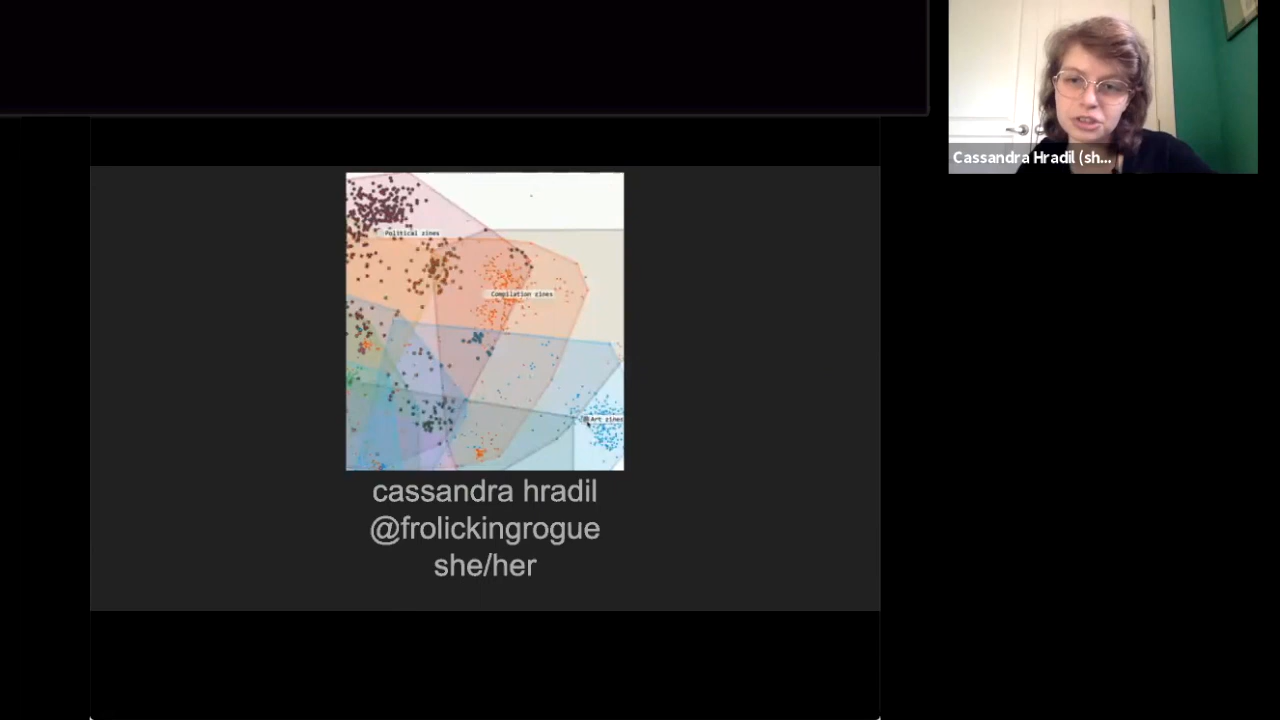 Cassandra Hradil (sh...
Political zines
Compilation zines
Art zines
cassandra hradil
@frolickingrogue
she/her